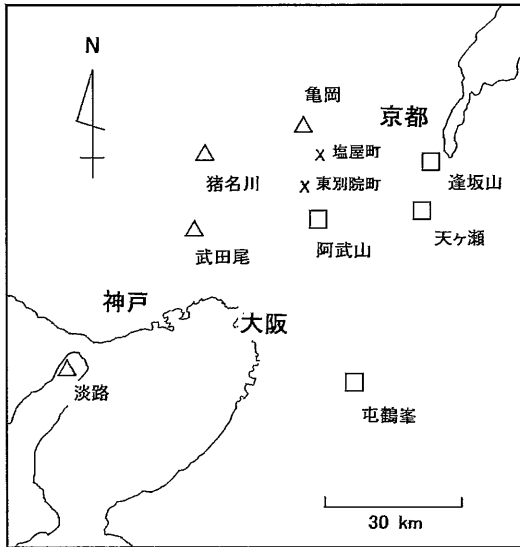 N
亀岡
京都
塩屋町
逢坂山
猪名川
東別院町
天ヶ瀬
武田尾
阿武山
神戸
大阪
淡路
屯鶴峯
30 km